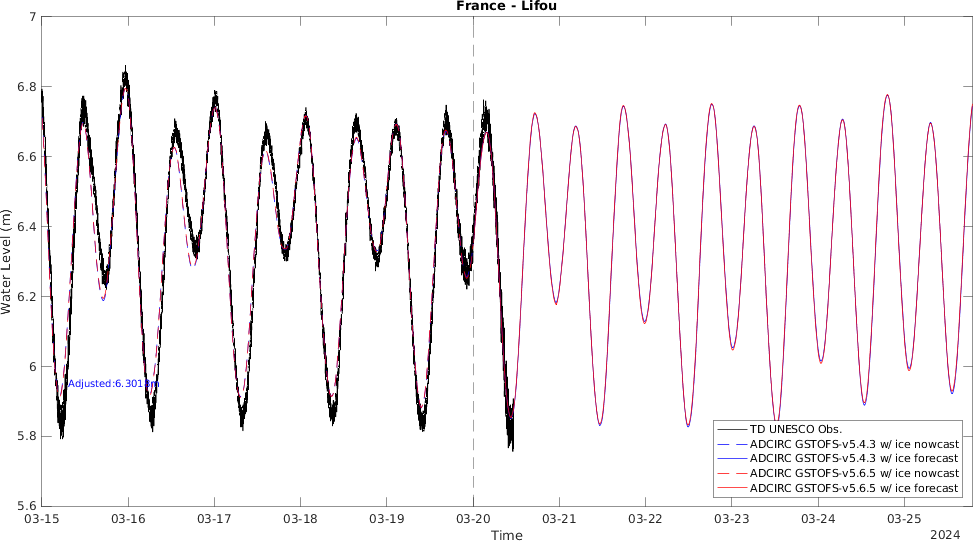 France - Lifou
7
6.8
6.6
6.4
6.2
6
5.8
5.6
Water Level (m)
Adjusted:6.3018m
TD UNESCO Obs.
ADCIRC GSTOFS-v5.4.3 w/ ice nowcast
ADCIRC GSTOFS-v5.4.3 w/ ice forecast
ADCIRC GSTOFS-v5.6.5 w/ ice nowcast
ADCIRC GSTOFS-v5.6.5 w/ ice forecast
03-15 03-16 03-17 03-18 03-19 03-20 03-21 03-22 03-23 03-24 03-25
Time
2024